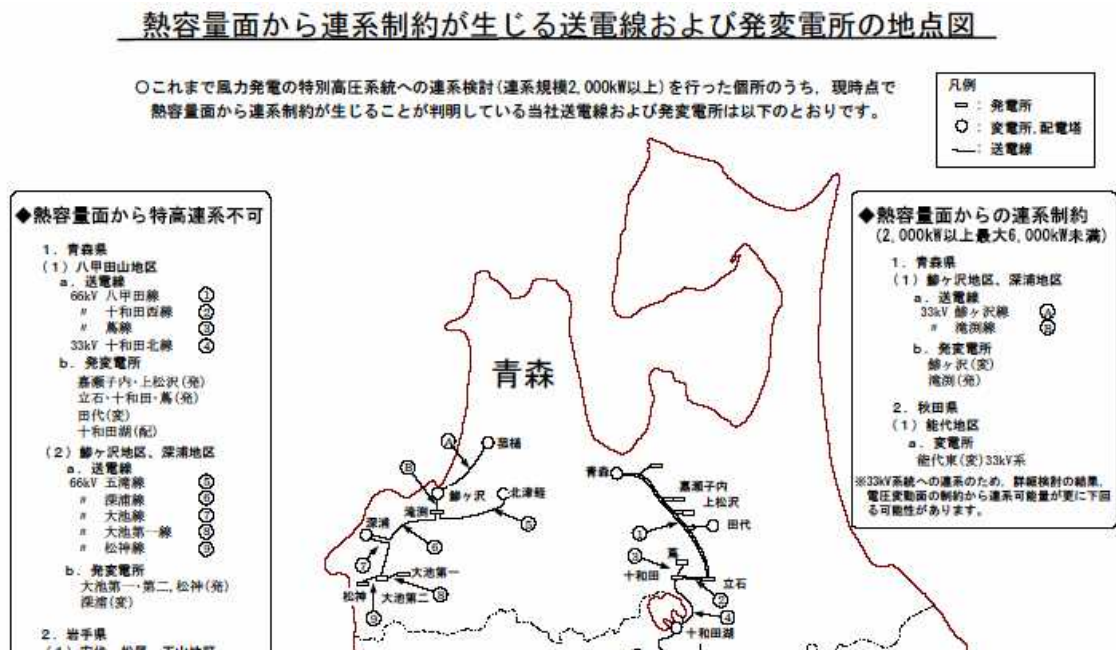 熱容量面から連系制約が生じる送電線および発変電所の地点図
○これまで風力発電の特別高圧系統への連系検討(連系規模2,000kW以上)を行った個所のうち,現時点で
熱容量面から連系制約が生じることが判明している当社送電線および発変電所は以下のとおりです。
凡例
: 発電所
: 変電所,配電塔
: 送電線
◆熱容量面から特高連系不可
1. 青森県
(1)八甲田山地区
a. 送電線
66kV 八甲田線 ①
〃 十和田西線 ②
〃 蔦線 ③
33kV 十和田北線 ④
b. 発変電所
嘉瀬子内・上松沢(発)
立石・十和田・蔦(発)
田代(変)
十和田湖(配)
(2)鰺ヶ沢地区、深浦地区
a. 送電線
66kV 五滝線 ⑤
〃 深浦線 ⑥
〃 大池線 ⑦
〃 大池第一線 ⑧
〃 松神線 ⑨
b. 発変電所
大池第一・第二,松神(発)
深浦(変)
2. 岩手県
◆熱容量面からの連系制約
(2,000kW以上最大6,000kW未満)
1. 青森県
(1)鰺ヶ沢地区、深浦地区
a. 送電線
33kV 鰺ヶ沢線 Ⓐ
〃 滝渕線 Ⓑ
b. 発変電所
鰺ヶ沢(変)
滝渕(発)
2. 秋田県
(1)能代地区
a. 変電所
能代東(変)33kV系
※33kV系統への連系のため、詳細検討の結果,
電圧変動面の制約から連系可能量が更に下回
る可能性があります。
青森
Ⓐ
Ⓑ
鰺ヶ沢
北津軽
滝渕
⑤
深浦
⑥
⑦
大池第一
松神
大池第二
⑧
⑨
青森
嘉瀬子内
上松沢
田代
①
蔦
③
十和田
立石
②
④
十和田湖